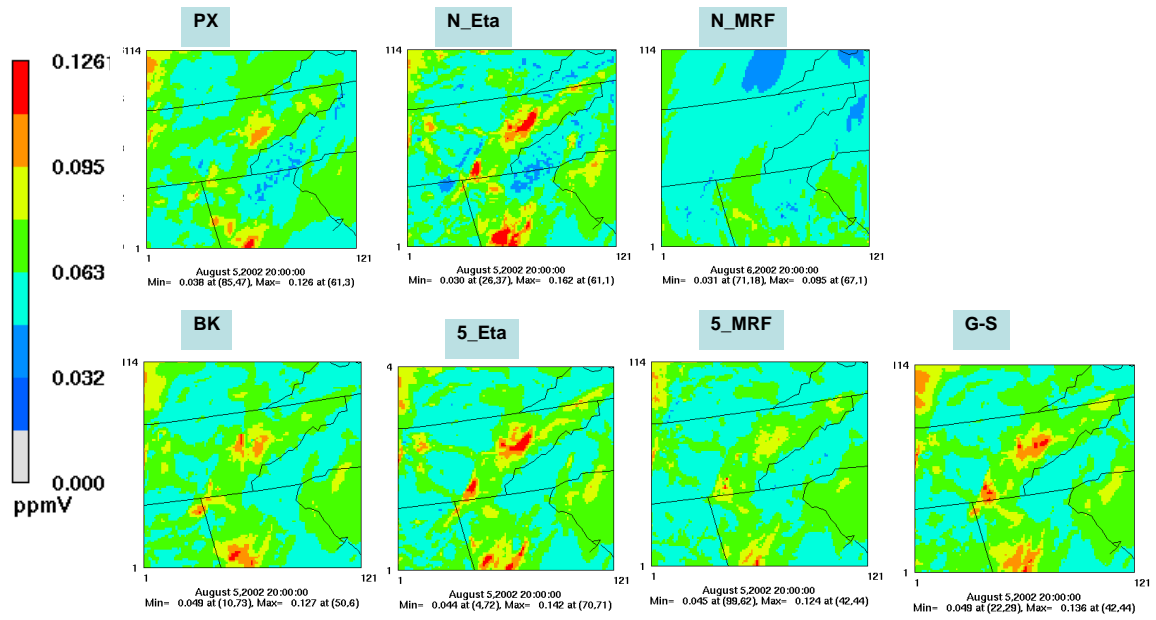 PX
N_Eta
N_MRF
0.126
0.095
0.063
0.032
0.000
ppmV
114
1
1
121
August 5,2002 20:00:00
Min= 0.038 at (85,47), Max= 0.126 at (61,3)
114
1
1
121
August 5,2002 20:00:00
Min= 0.030 at (26,37), Max= 0.162 at (61,1)
114
1
1
121
August 6,2002 20:00:00
Min= 0.031 at (71,18), Max= 0.095 at (67,1)
BK
5_Eta
5_MRF
G-S
114
1
1
121
August 5,2002 20:00:00
Min= 0.049 at (10,73), Max= 0.127 at (50,6)
4
1
1
121
August 5,2002 20:00:00
Min= 0.044 at (4,72), Max= 0.142 at (70,71)
114
1
1
121
August 5,2002 20:00:00
Min= 0.045 at (99,62), Max= 0.124 at (42,44)
114
1
1
121
August 5,2002 20:00:00
Min= 0.049 at (22,29), Max= 0.136 at (42,44)